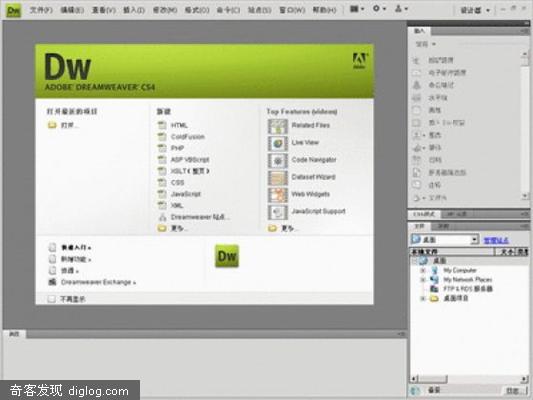 文件(F) 编辑(E) 查看(V) 插入(I) 修改(M) 格式(O) 命令(C) 站点(S) 窗口(W) 帮助(H)
设计器
Dw
ADOBE DREAMWEAVER CS4
Adobe
打开最近的项目
打开...
新建
HTML
ColdFusion
PHP
ASP VBScript
XSLT (整页)
CSS
JavaScript
XML
Dreamweaver 站点...
更多...
Top Features (videos)
Related Files
Live View
Code Navigator
Dataset Wizard
Web Widgets
JavaScript Support
更多...
快速入门
新增功能
资源
Dreamweaver Exchange
Dw
不再显示
属性
插入
常用
超级链接
电子邮件链接
命名锚记
水平线
表格
插入 Div 标签
图像
媒体
日期
服务器端包括
注释
文件头
CSS样式
AP 元素
文件
桌面
管理站点
本地文件
桌面
My Computer
My Network Places
FTP & RDS 服务器
桌面项目
备妥
日志...
奇客发现 diglog.com